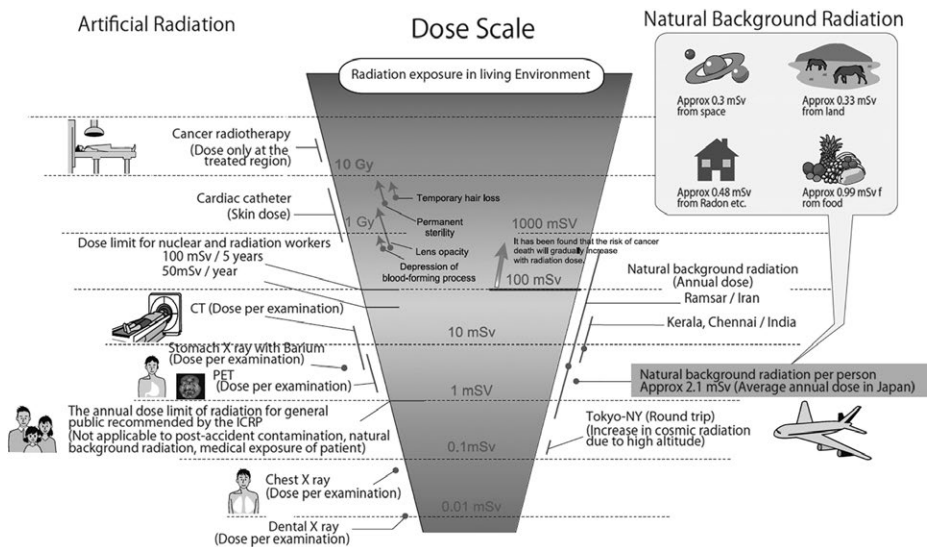 Artificial Radiation
Dose Scale
Natural Background Radiation
Radiation exposure in living Environment
Approx 0.3 mSv
from space
Approx 0.33 mSv
from land
Approx 0.48 mSv
from Radon etc.
Approx 0.99 mSv f
rom food
Cancer radiotherapy
(Dose only at the
treated region)
10 Gy
Cardiac catheter
(Skin dose)
1 Gy
Temporary hair loss
Permanent
sterility
Lens opacity
Depression of
blood-forming process
1000 mSV
It has been found that the risk of cancer
death will gradually increase
with radiation dose.
100 mSv
Dose limit for nuclear and radiation workers
100 mSv / 5 years
50mSv / year
Natural background radiation
(Annual dose)
Ramsar / Iran
Kerala, Chennai / India
CT (Dose per examination)
10 mSv
Stomach X ray with Barium
(Dose per examination)
PET
(Dose per examination)
1 mSV
Natural background radiation per person
Approx 2.1 mSv (Average annual dose in Japan)
The annual dose limit of radiation for general
public recommended by the ICRP
(Not applicable to post-accident contamination, natural
background radiation, medical exposure of patient)
0.1mSv
Tokyo-NY (Round trip)
(Increase in cosmic radiation
due to high altitude)
Chest X ray
(Dose per examination)
0.01 mSv
Dental X ray
(Dose per examination)